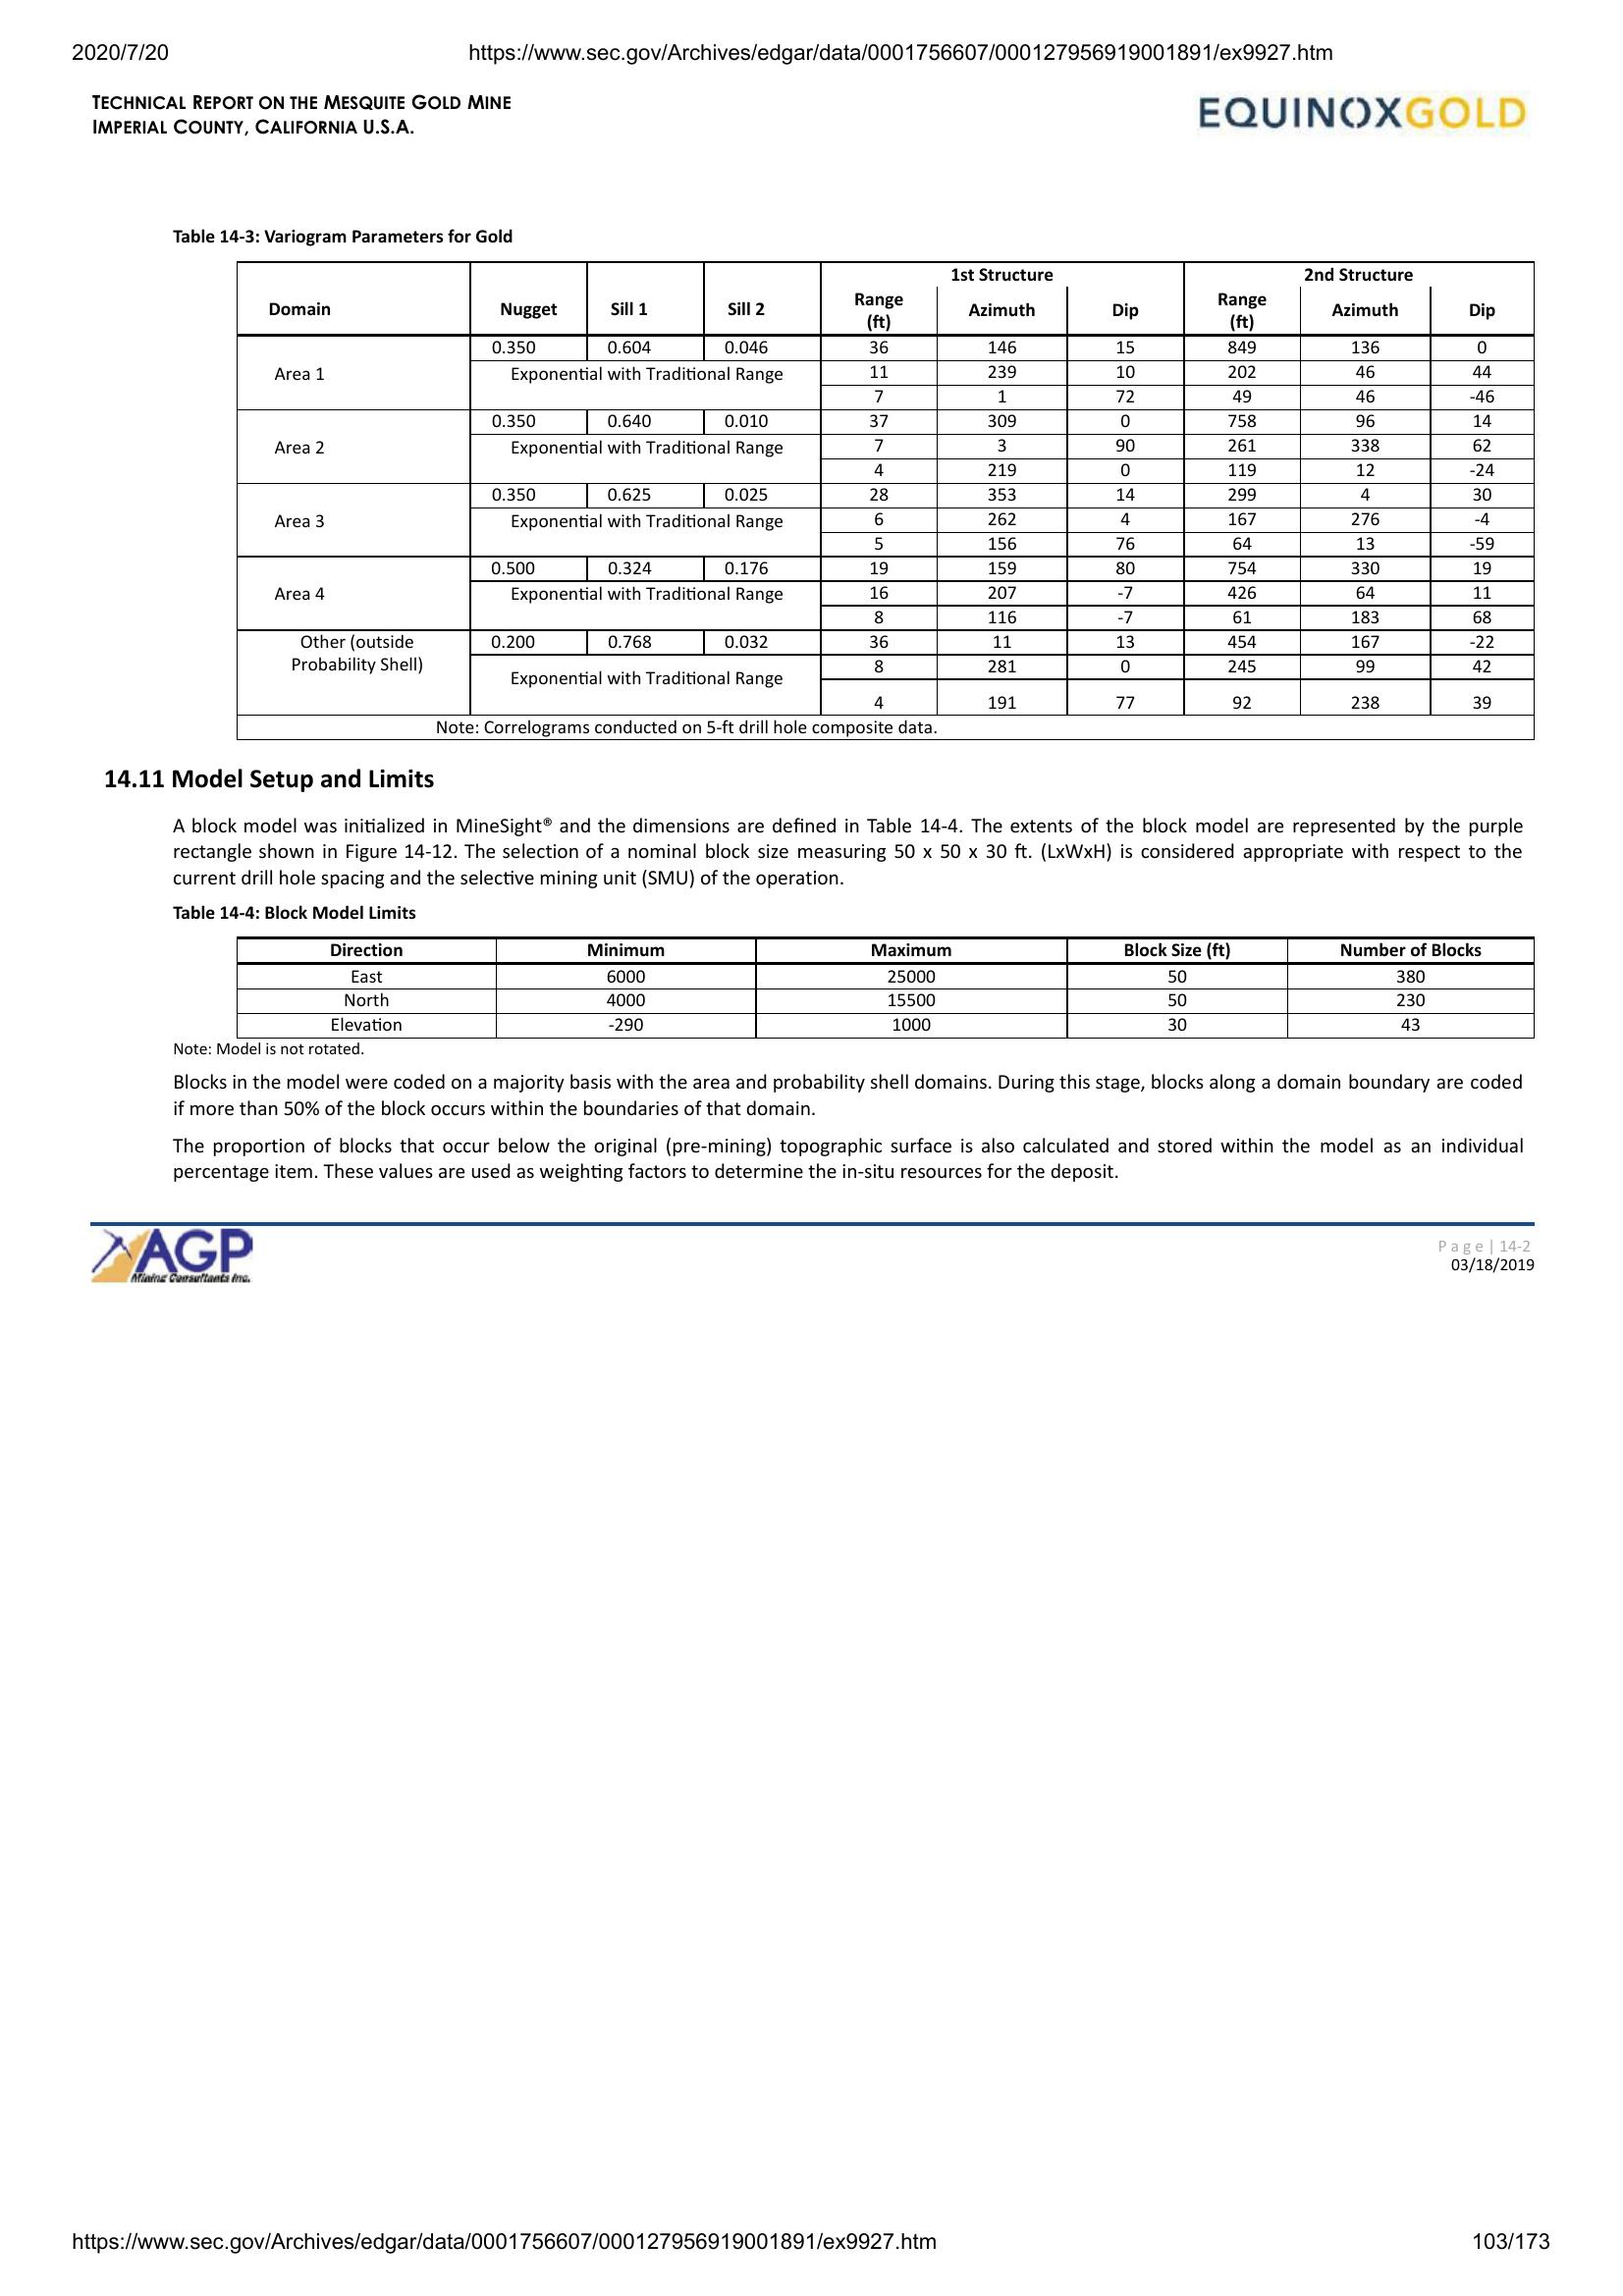 2020/7/20 https://www.sec.gov/Archives/edgar/data/0001756607/000127956919001891/ex9927.htm
TECHNICAL REPORT ON THE MESQUITE GOLD MINE
IMPERIAL COUNTY, CALIFORNIA U.S.A.
EQUINOXGOLD
Table 14-3: Variogram Parameters for Gold
1st Structure 2nd Structure
Domain Nugget Sill 1 Sill 2 Range (ft) Azimuth Dip Range (ft) Azimuth Dip
Area 1 0.350 0.604 0.046 36 146 15 849 136 0
Exponential with Traditional Range 11 239 10 202 46 44
7 1 72 49 46 -46
Area 2 0.350 0.640 0.010 37 309 0 758 96 14
Exponential with Traditional Range 7 3 90 261 338 62
4 219 0 119 12 -24
Area 3 0.350 0.625 0.025 28 353 14 299 4 30
Exponential with Traditional Range 6 262 4 167 276 -4
5 156 76 64 13 -59
Area 4 0.500 0.324 0.176 19 159 80 754 330 19
Exponential with Traditional Range 16 207 -7 426 64 11
8 116 -7 61 183 68
Other (outside 0.200 0.768 0.032 36 11 13 454 167 -22
Probability Shell) Exponential with Traditional Range 8 281 0 245 99 42
4 191 77 92 238 39
Note: Correlograms conducted on 5-ft drill hole composite data.
14.11 Model Setup and Limits
A block model was initialized in MineSight® and the dimensions are defined in Table 14-4. The extents of the block model are represented by the purple
rectangle shown in Figure 14-12. The selection of a nominal block size measuring 50 x 50 x 30 ft. (LxWxH) is considered appropriate with respect to the
current drill hole spacing and the selective mining unit (SMU) of the operation.
Table 14-4: Block Model Limits
Direction Minimum Maximum Block Size (ft) Number of Blocks
East 6000 25000 50 380
North 4000 15500 50 230
Elevation -290 1000 30 43
Note: Model is not rotated.
Blocks in the model were coded on a majority basis with the area and probability shell domains. During this stage, blocks along a domain boundary are coded
if more than 50% of the block occurs within the boundaries of that domain.
The proportion of blocks that occur below the original (pre-mining) topographic surface is also calculated and stored within the model as an individual
percentage item. These values are used as weighting factors to determine the in-situ resources for the deposit.
AGP
Mining Consultants Inc.
Page | 14-2
03/18/2019
https://www.sec.gov/Archives/edgar/data/0001756607/000127956919001891/ex9927.htm 103/173